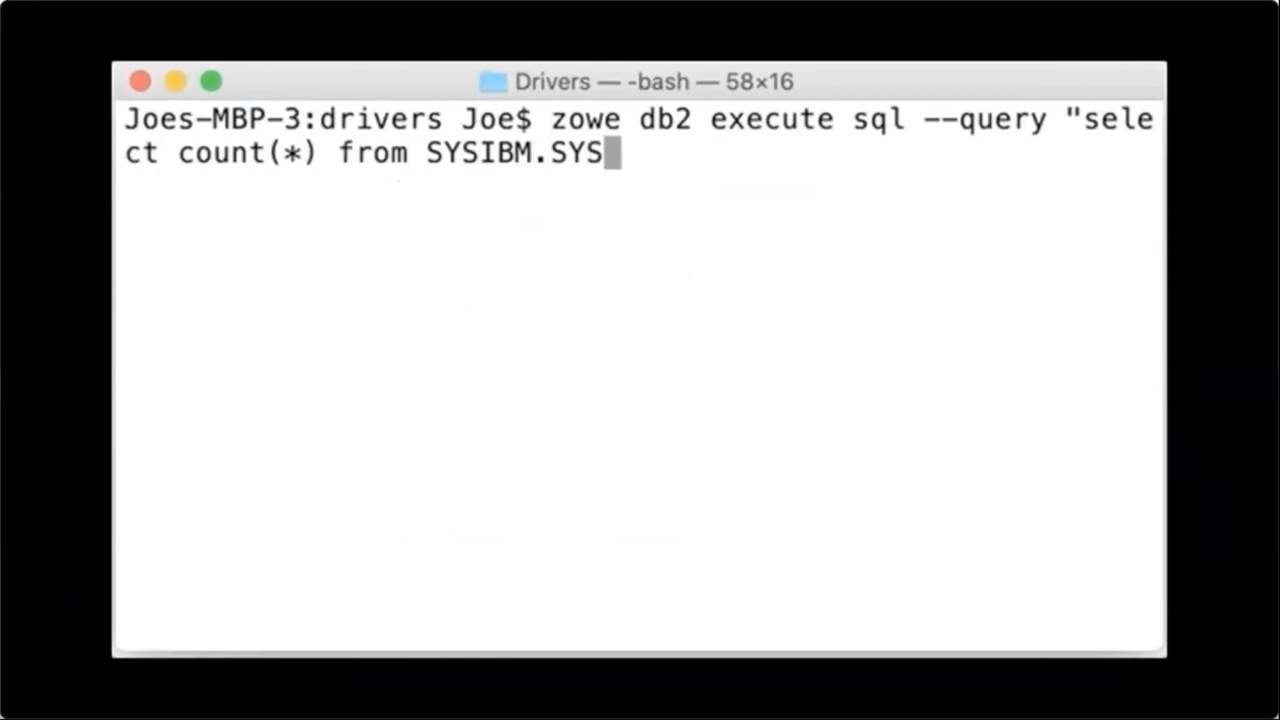 Drivers — -bash — 58×16
Joes-MBP-3:drivers Joe$ zowe db2 execute sql --query "sele
ct count(*) from SYSIBM.SYS